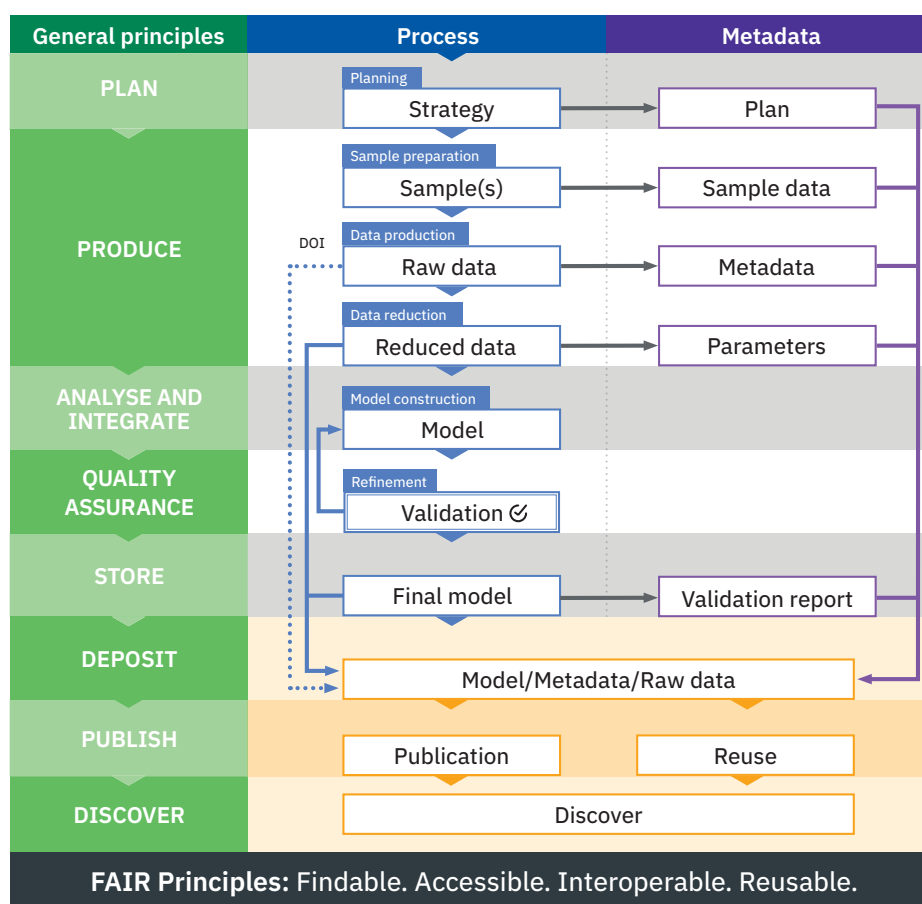 General principles
Process
Metadata
PLAN
Planning
Strategy
Plan
PRODUCE
Sample preparation
Sample(s)
Sample data
DOI
Data production
Raw data
Metadata
Data reduction
Reduced data
Parameters
ANALYSE AND
INTEGRATE
Model construction
Model
QUALITY
ASSURANCE
Refinement
Validation
STORE
Final model
Validation report
DEPOSIT
Model/Metadata/Raw data
PUBLISH
Publication
Reuse
DISCOVER
Discover
FAIR Principles: Findable. Accessible. Interoperable. Reusable.